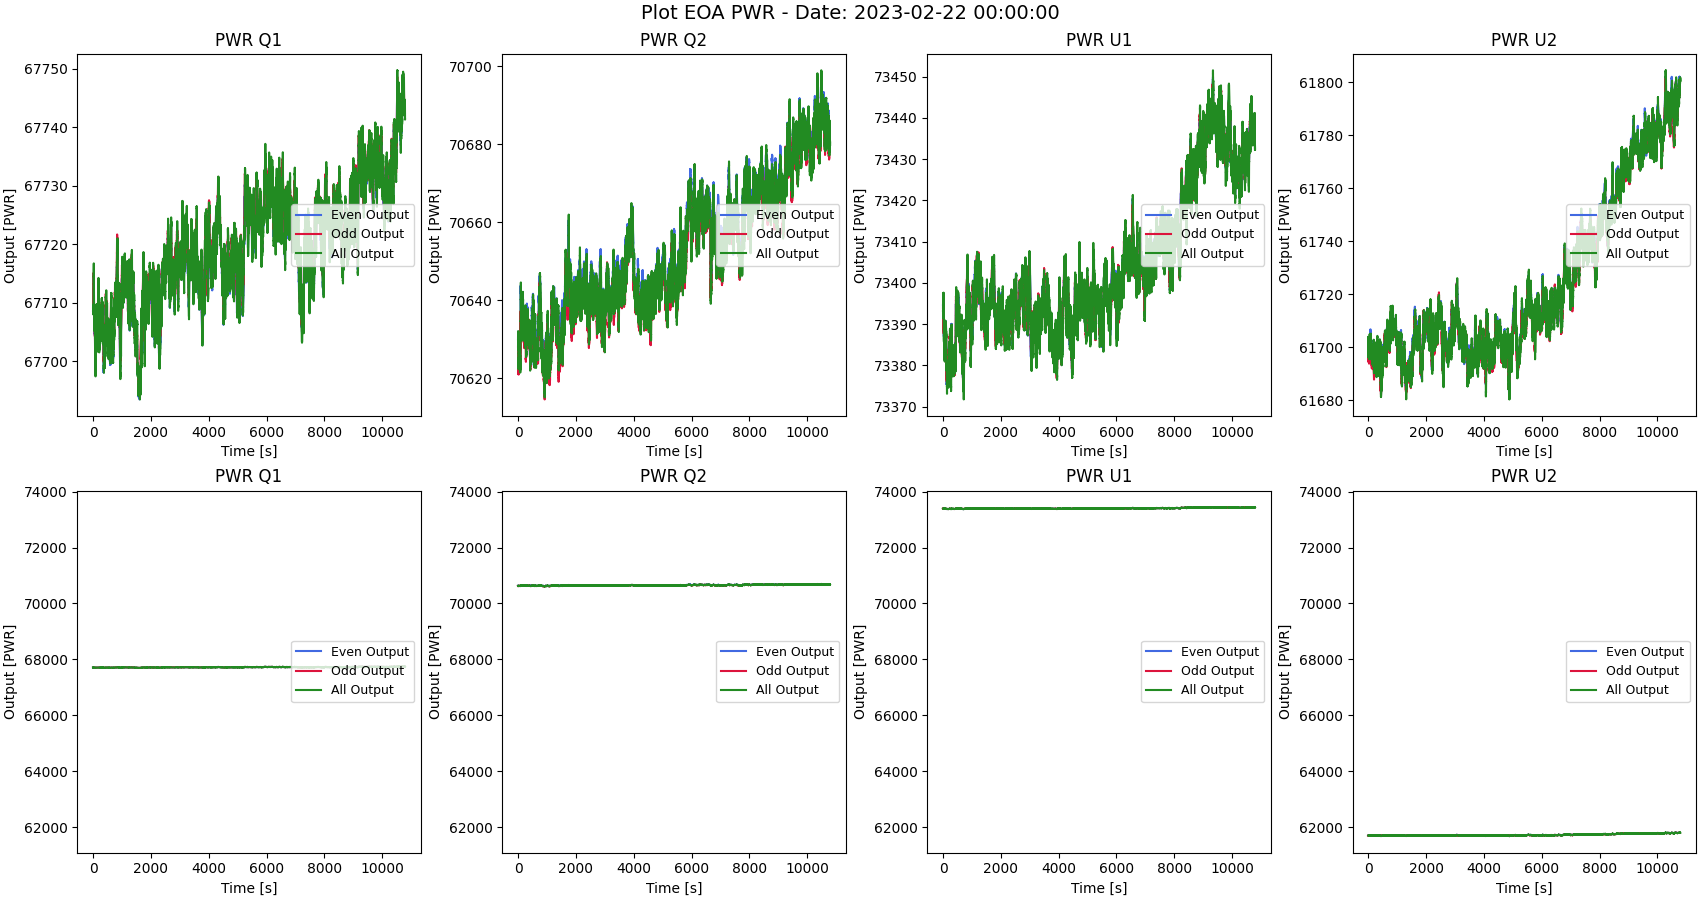 Plot EOA PWR - Date: 2023-02-22 00:00:00
PWR Q1
67750
67740
67730
67720
67710
67700
Output [PWR]
0 2000 4000 6000 8000 10000
Time [s]
Even Output
Odd Output
All Output
PWR Q2
70700
70680
70660
70640
70620
Output [PWR]
0 2000 4000 6000 8000 10000
Time [s]
Even Output
Odd Output
All Output
PWR U1
73450
73440
73430
73420
73410
73400
73390
73380
73370
Output [PWR]
0 2000 4000 6000 8000 10000
Time [s]
Even Output
Odd Output
All Output
PWR U2
61800
61780
61760
61740
61720
61700
61680
Output [PWR]
0 2000 4000 6000 8000 10000
Time [s]
Even Output
Odd Output
All Output
PWR Q1
74000
72000
70000
68000
66000
64000
62000
Output [PWR]
0 2000 4000 6000 8000 10000
Time [s]
Even Output
Odd Output
All Output
PWR Q2
74000
72000
70000
68000
66000
64000
62000
Output [PWR]
0 2000 4000 6000 8000 10000
Time [s]
Even Output
Odd Output
All Output
PWR U1
74000
72000
70000
68000
66000
64000
62000
Output [PWR]
0 2000 4000 6000 8000 10000
Time [s]
Even Output
Odd Output
All Output
PWR U2
74000
72000
70000
68000
66000
64000
62000
Output [PWR]
0 2000 4000 6000 8000 10000
Time [s]
Even Output
Odd Output
All Output